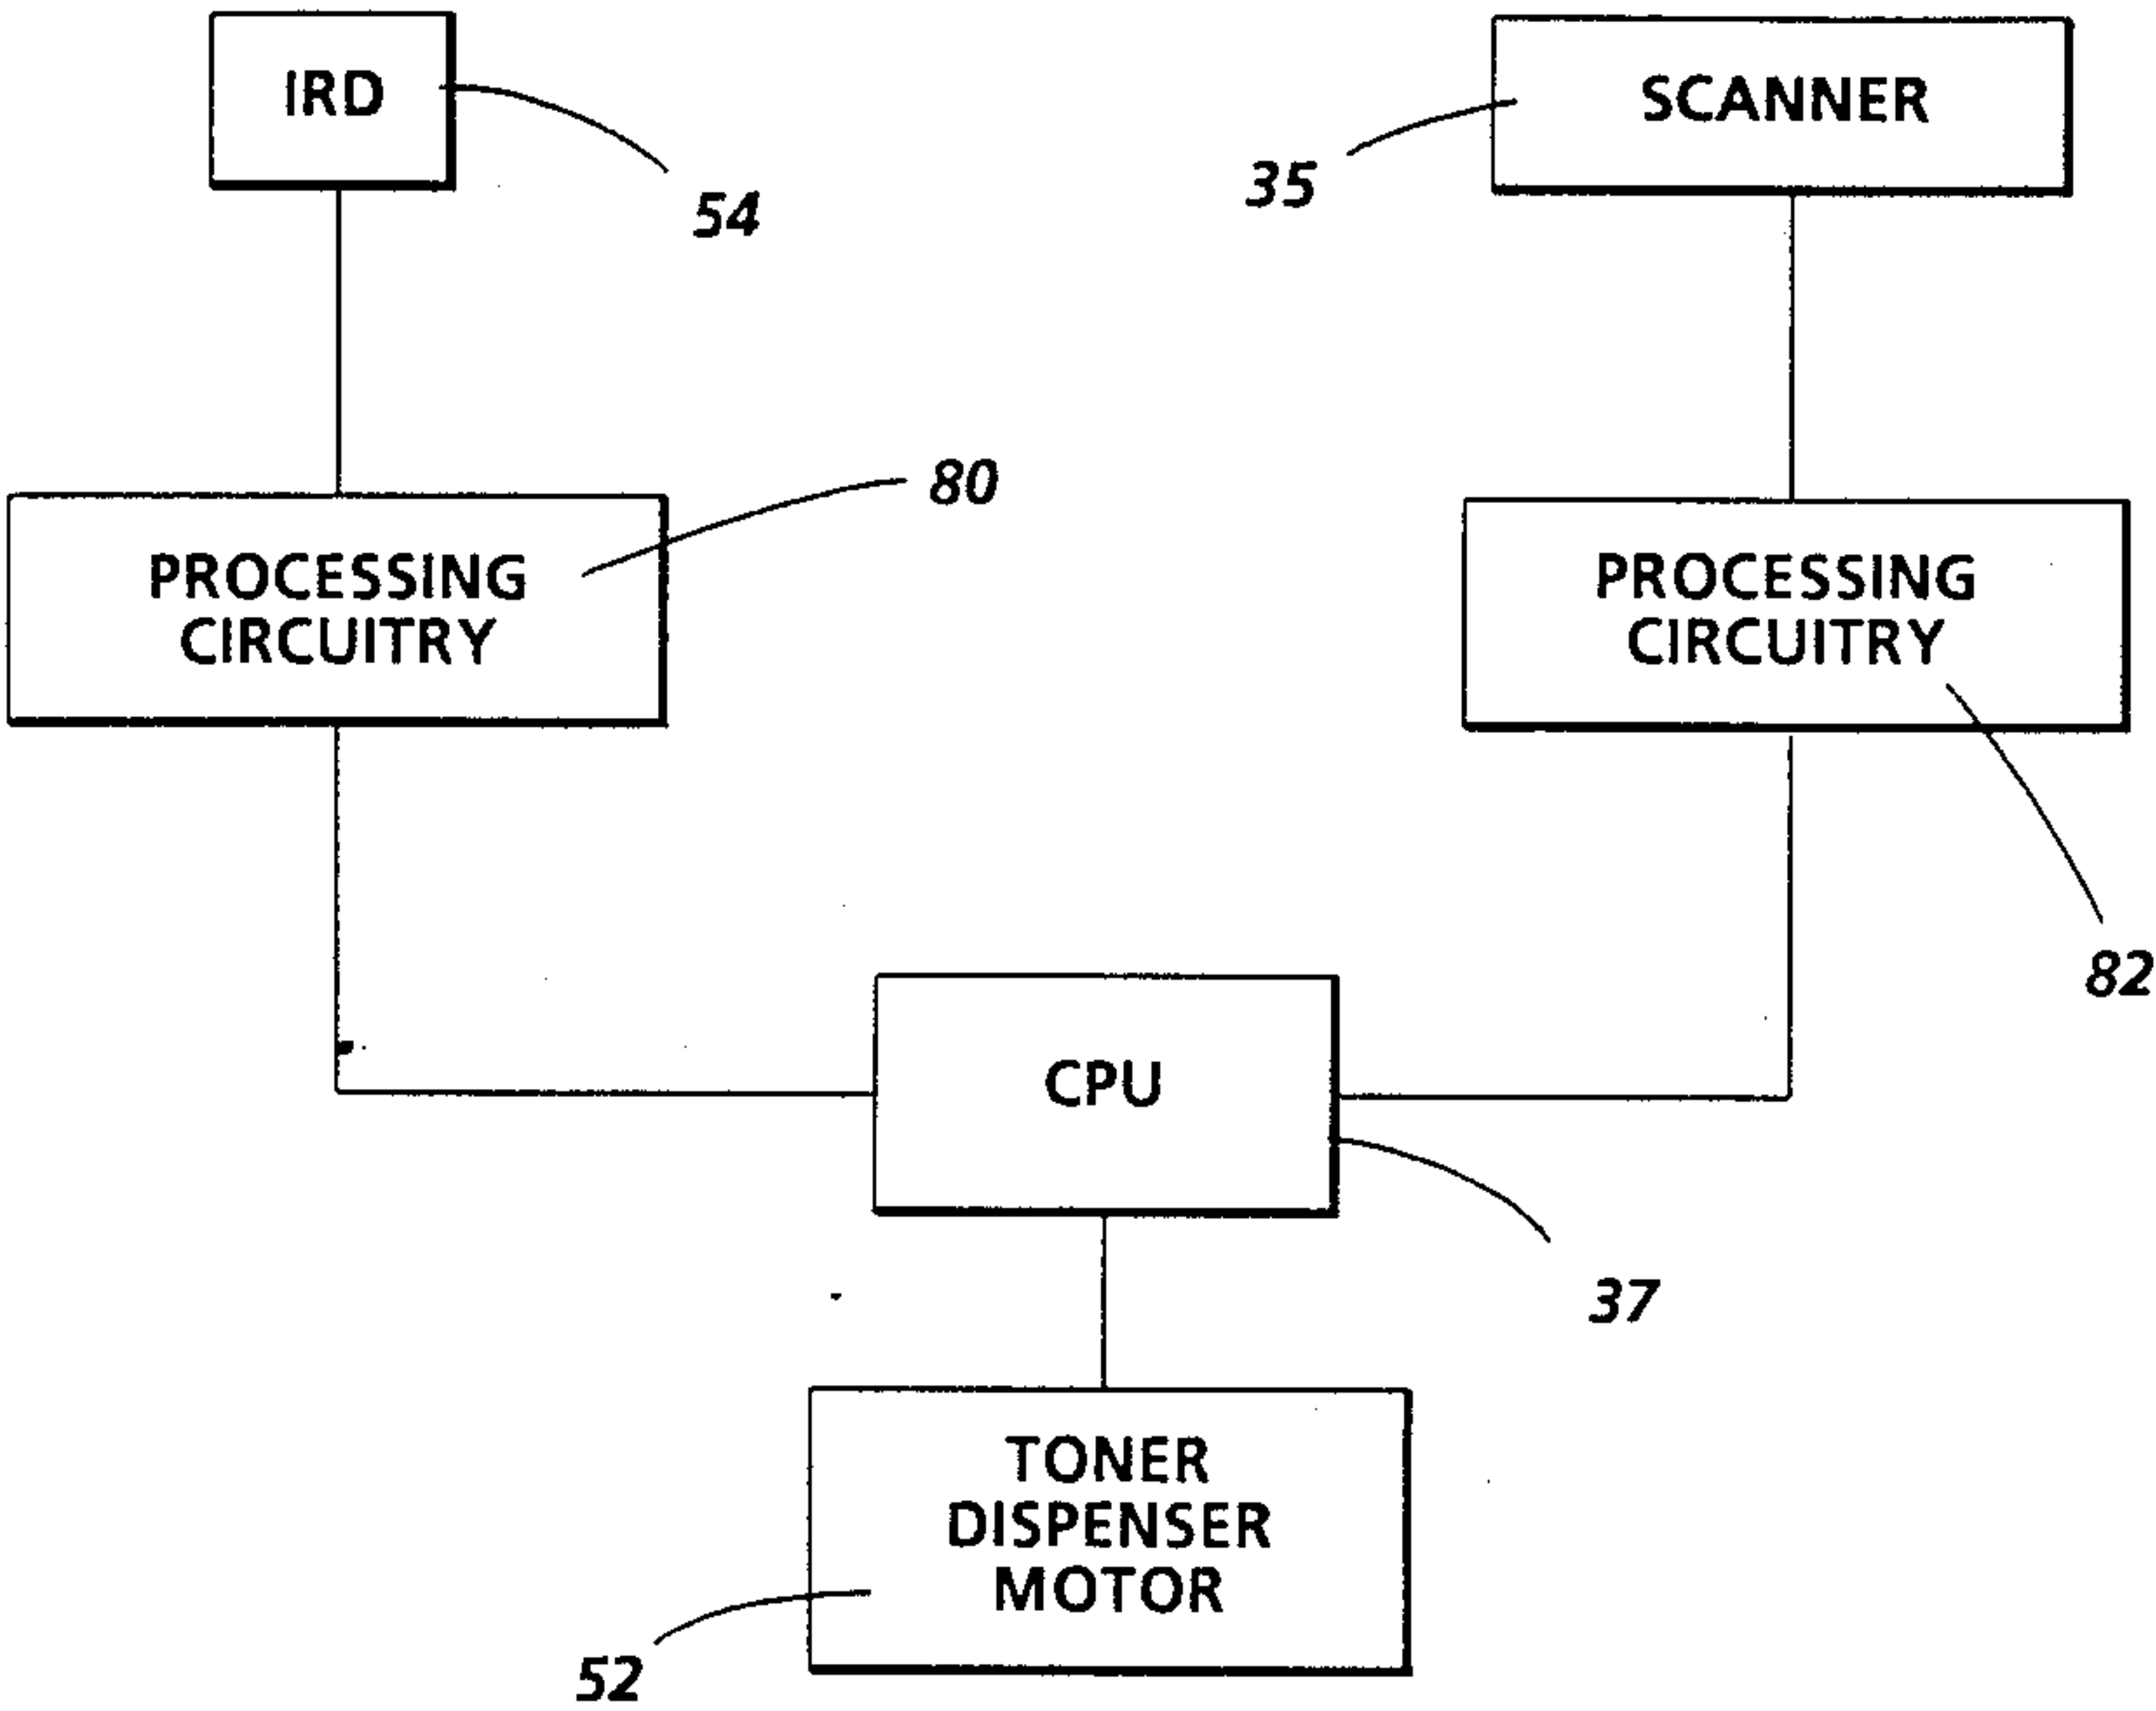 IRD
54
SCANNER
35
80
PROCESSING
CIRCUITRY
PROCESSING
CIRCUITRY
82
CPU
37
TONER
DISPENSER
MOTOR
52